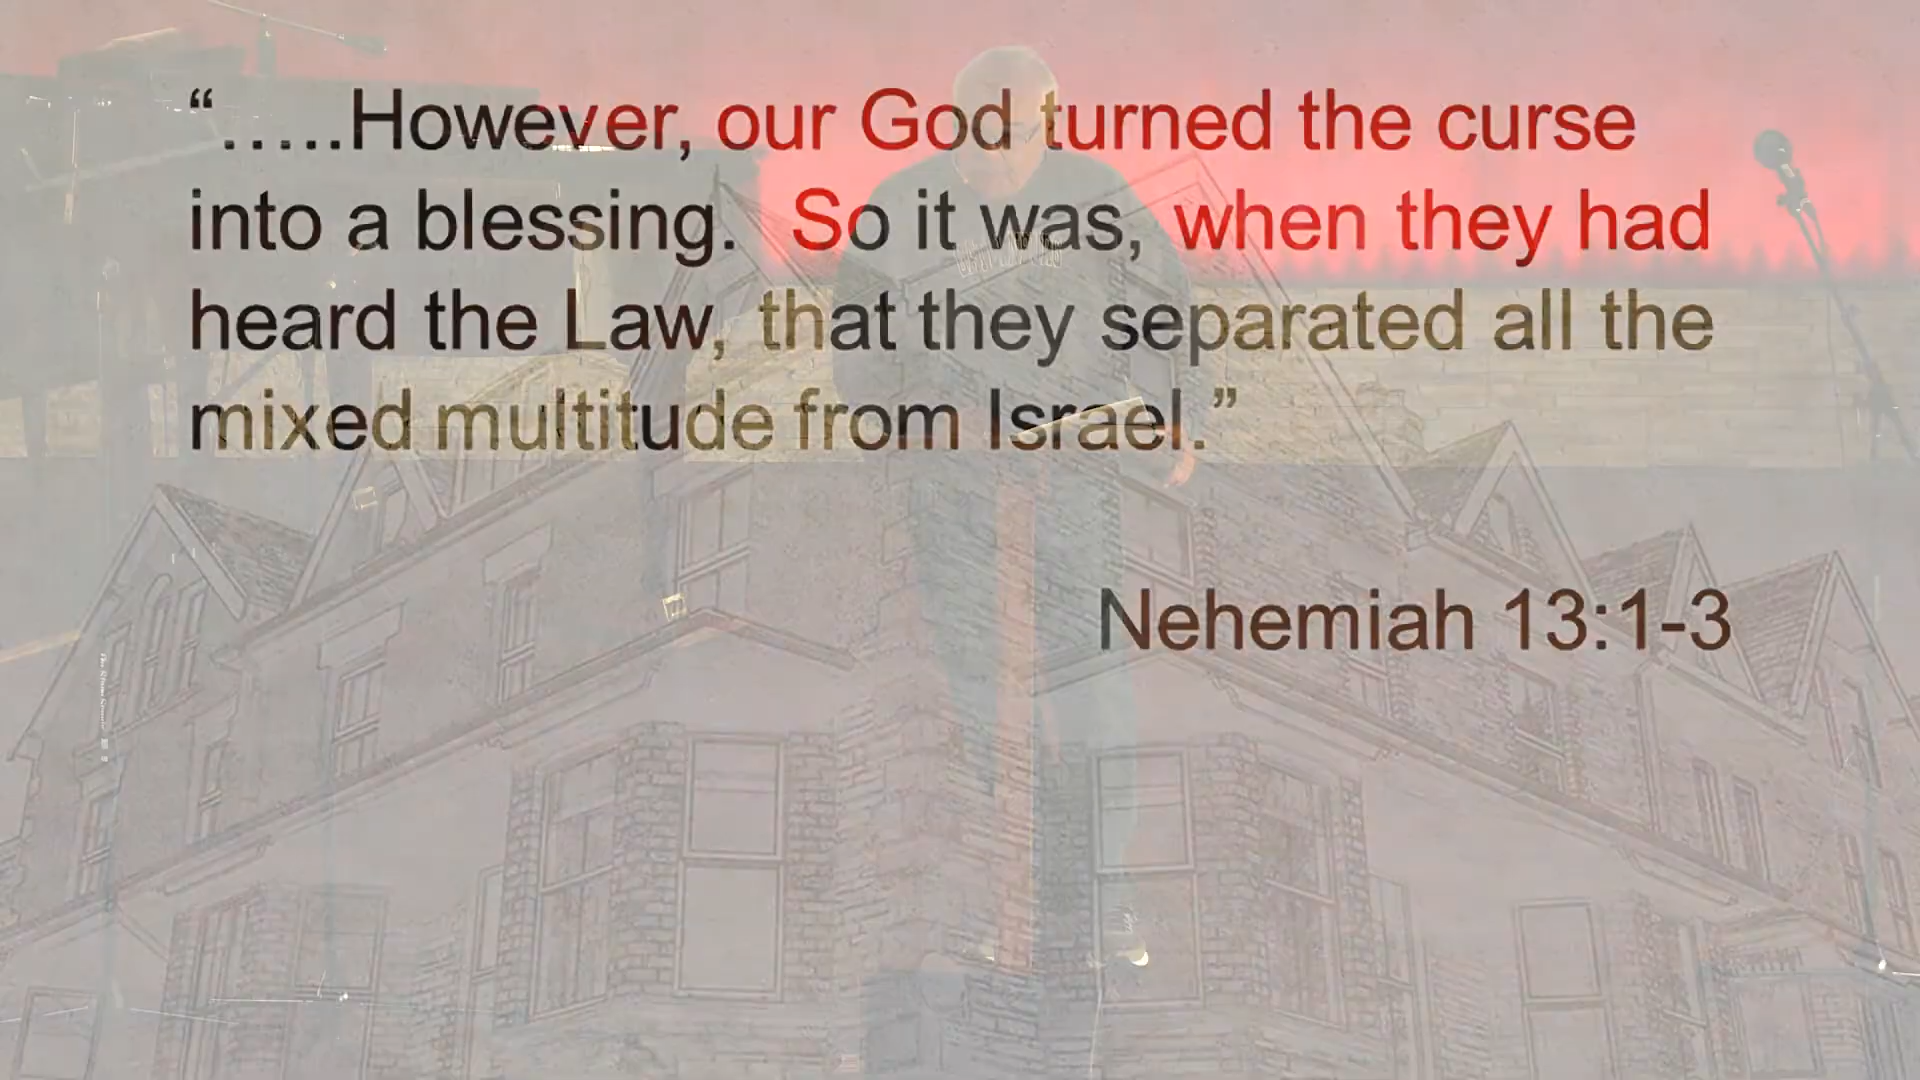 “…..However, our God turned the curse
into a blessing. So it was, when they had
heard the Law, that they separated all the
mixed multitude from Israel.”
Nehemiah 13:1-3